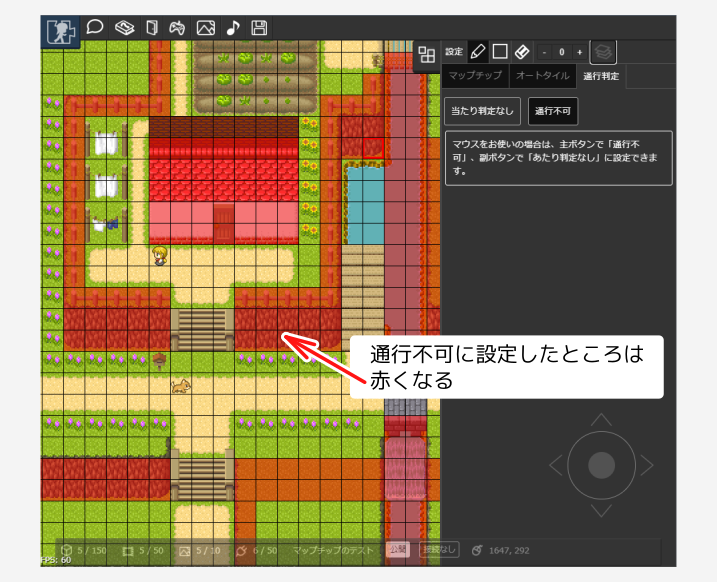 設定
- 0 +
マップチップ オートタイル 通行判定
当たり判定なし 通行不可
マウスをお使いの場合は、主ボタンで「通行不
可」、副ボタンで「あたり判定なし」に設定できま
す。
通行不可に設定したところは
赤くなる
5 / 150 5 / 50 5 / 10 6 / 50 マップチップのテスト 公開 接続なし 1647, 292
FPS: 60